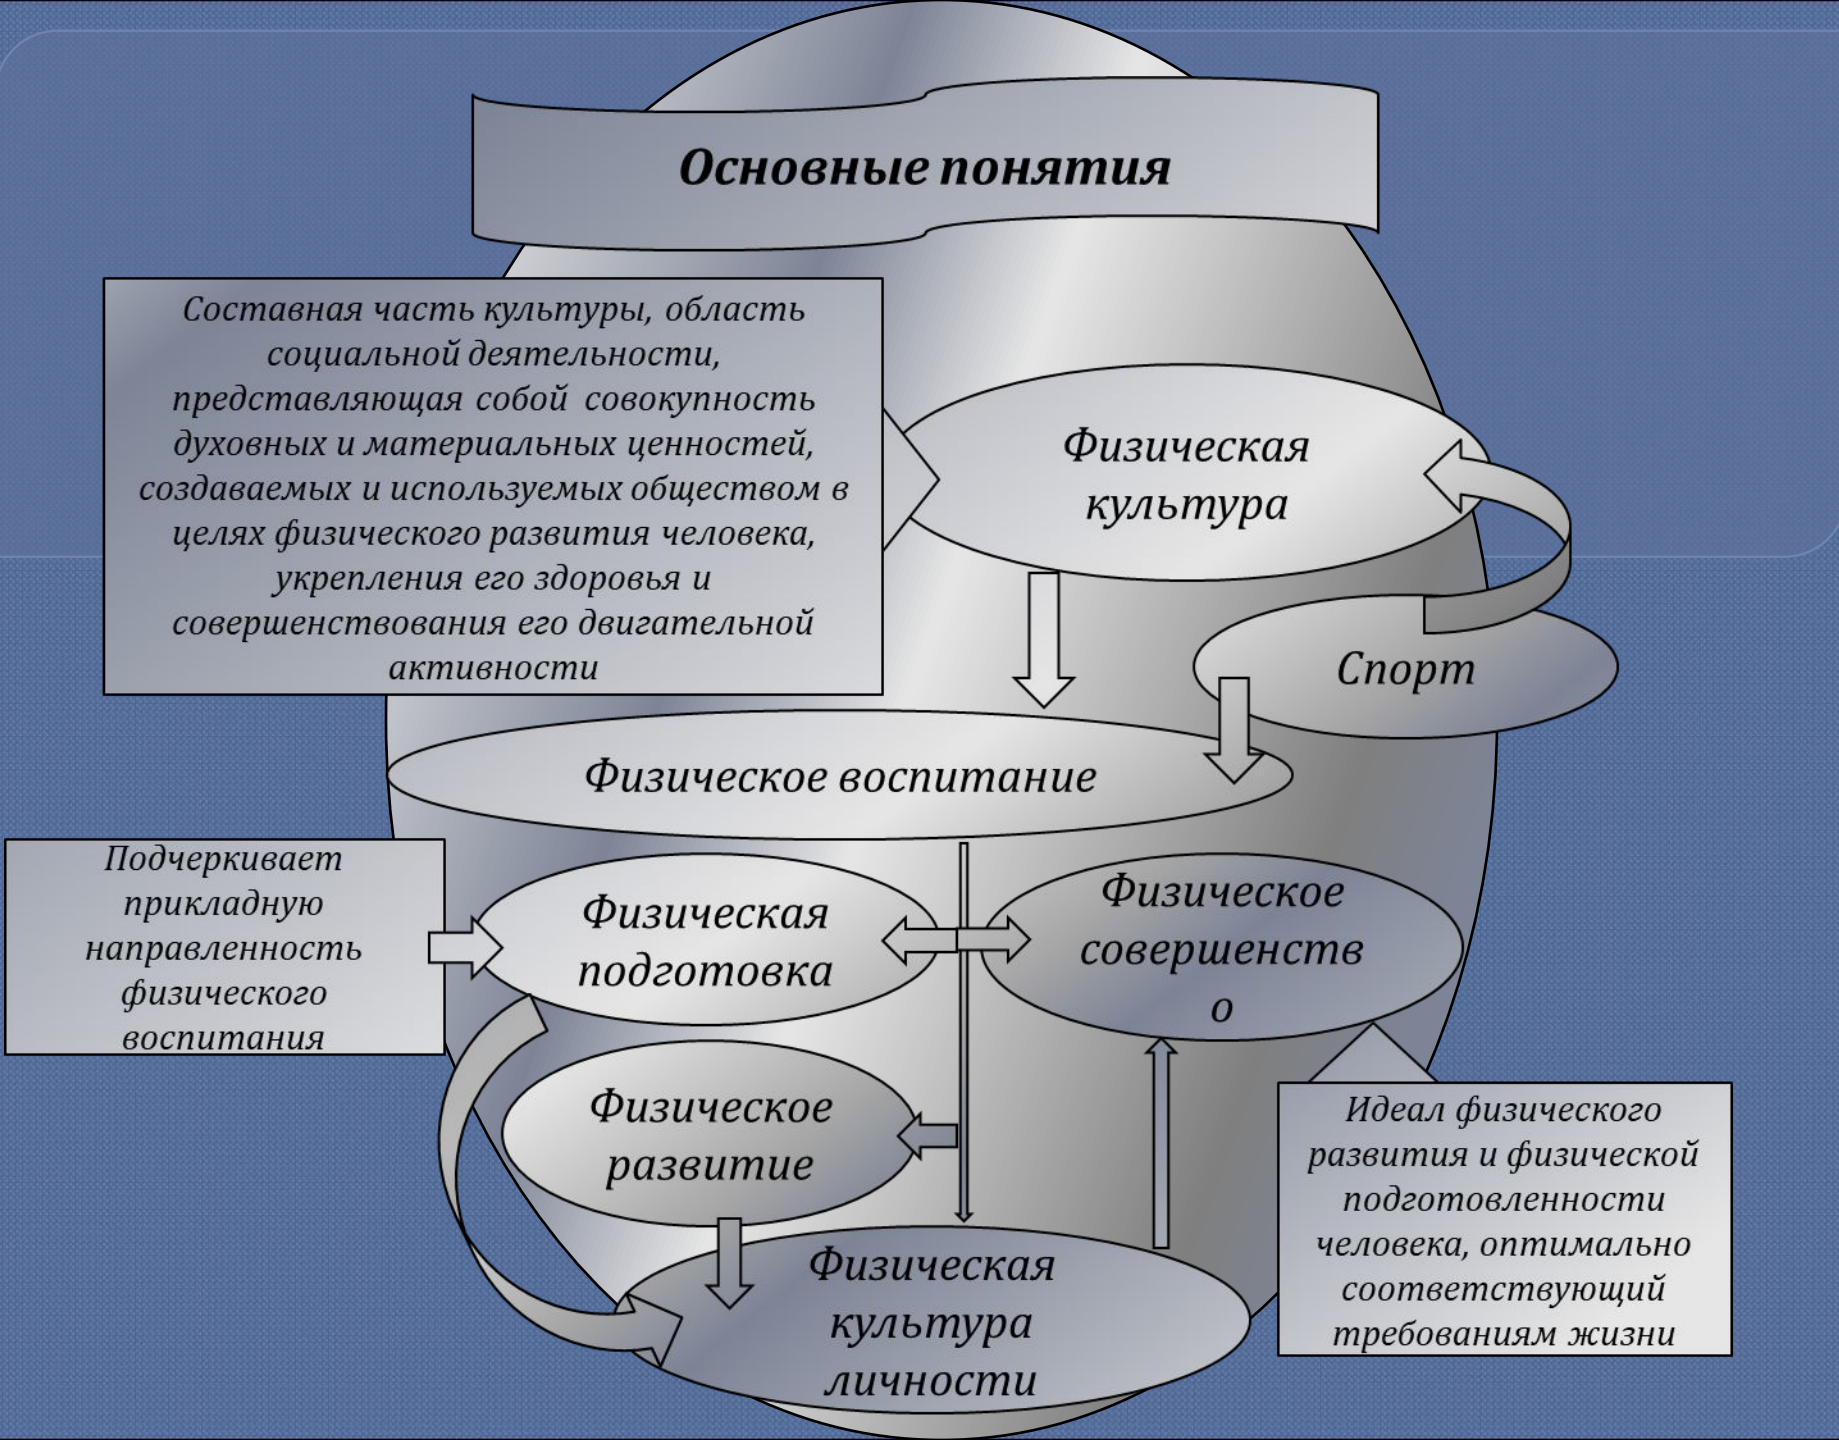 Основные понятия
Составная часть культуры, область
социальной деятельности,
представляющая собой совокупность
духовных и материальных ценностей,
создаваемых и используемых обществом в
целях физического развития человека,
укрепления его здоровья и
совершенствования его двигательной
активности
Физическая
культура
Спорт
Физическое воспитание
Подчеркивает
прикладную
направленность
физического
воспитания
Физическая
подготовка
Физическое
совершенств
о
Физическое
развитие
Идеал физического
развития и физической
подготовленности
человека, оптимально
соответствующий
требованиям жизни
Физическая
культура
личности